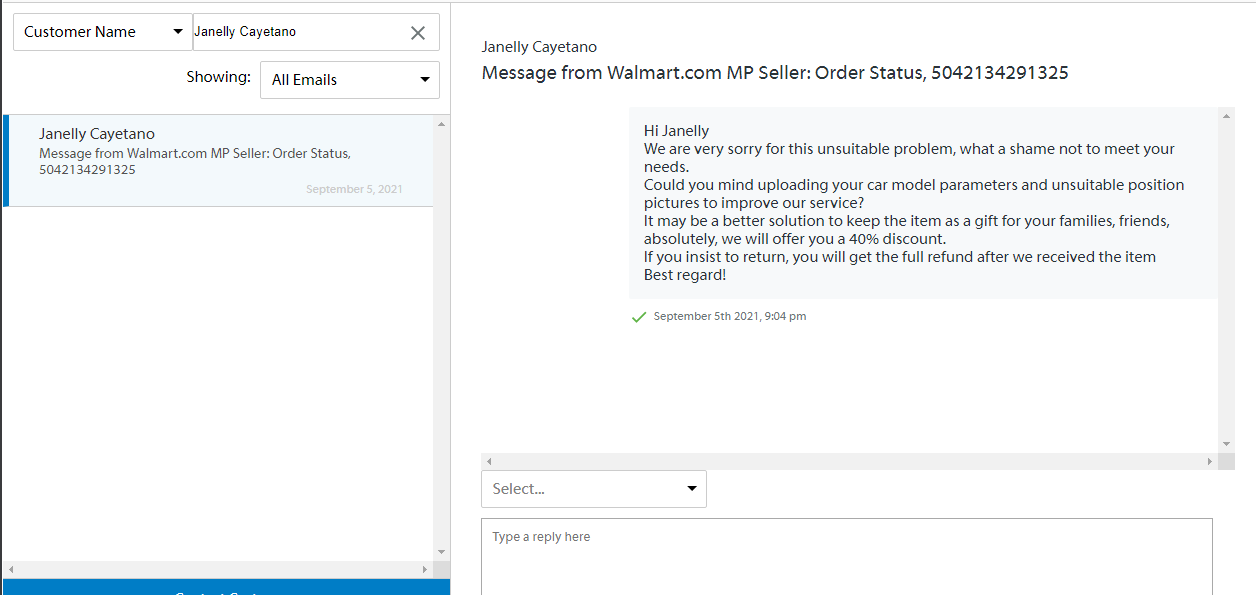 Customer Name
Janelly Cayetano
Showing:
All Emails
Janelly Cayetano
Message from Walmart.com MP Seller: Order Status,
5042134291325
September 5, 2021
Janelly Cayetano
Message from Walmart.com MP Seller: Order Status, 5042134291325
Hi Janelly
We are very sorry for this unsuitable problem, what a shame not to meet your
needs.
Could you mind uploading your car model parameters and unsuitable position
pictures to improve our service?
It may be a better solution to keep the item as a gift for your families, friends,
absolutely, we will offer you a 40% discount.
If you insist to return, you will get the full refund after we received the item
Best regard!
September 5th 2021, 9:04 pm
Select...
Type a reply here